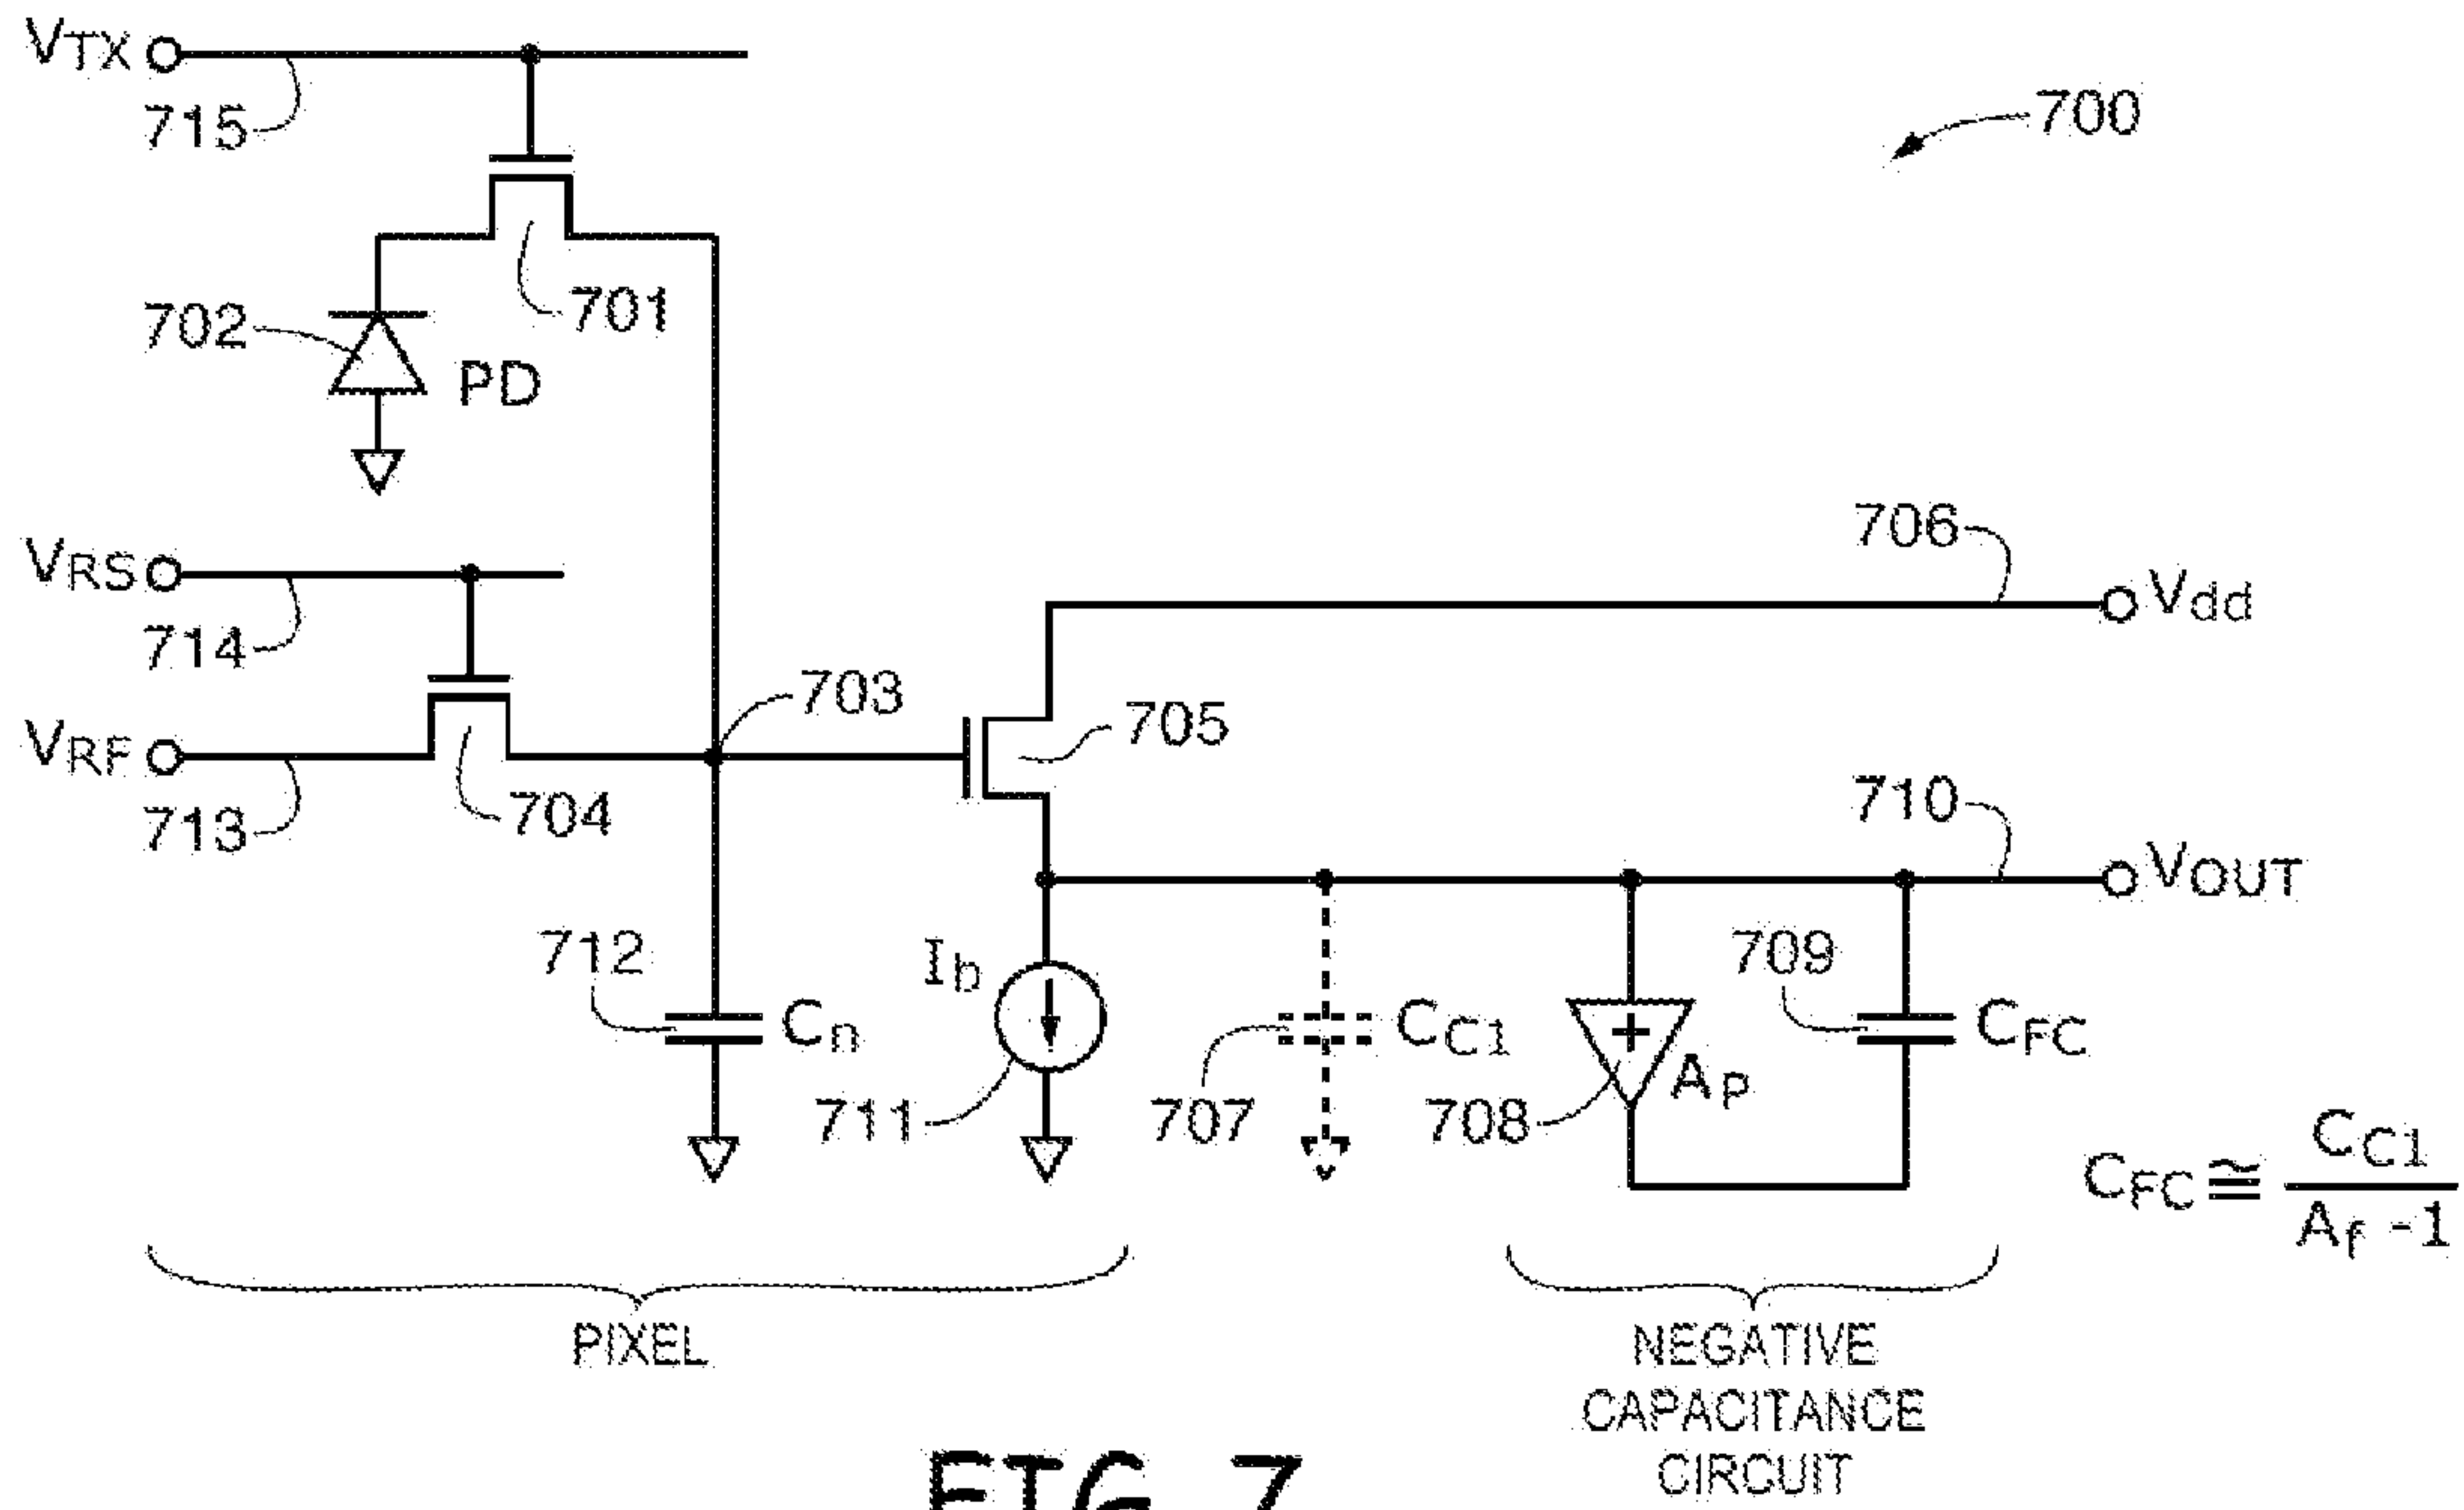 VTX
715
700
701
702
PD
706
VRS
Vdd
714
703
705
VRF
704
713
710
VOUT
712
Ib
709
Cn
CC1
CFC
711
707
708
AP
CFC ≅ CC1 / Af -1
PIXEL
NEGATIVE
CAPACITANCE
CIRCUIT
FIG. 7